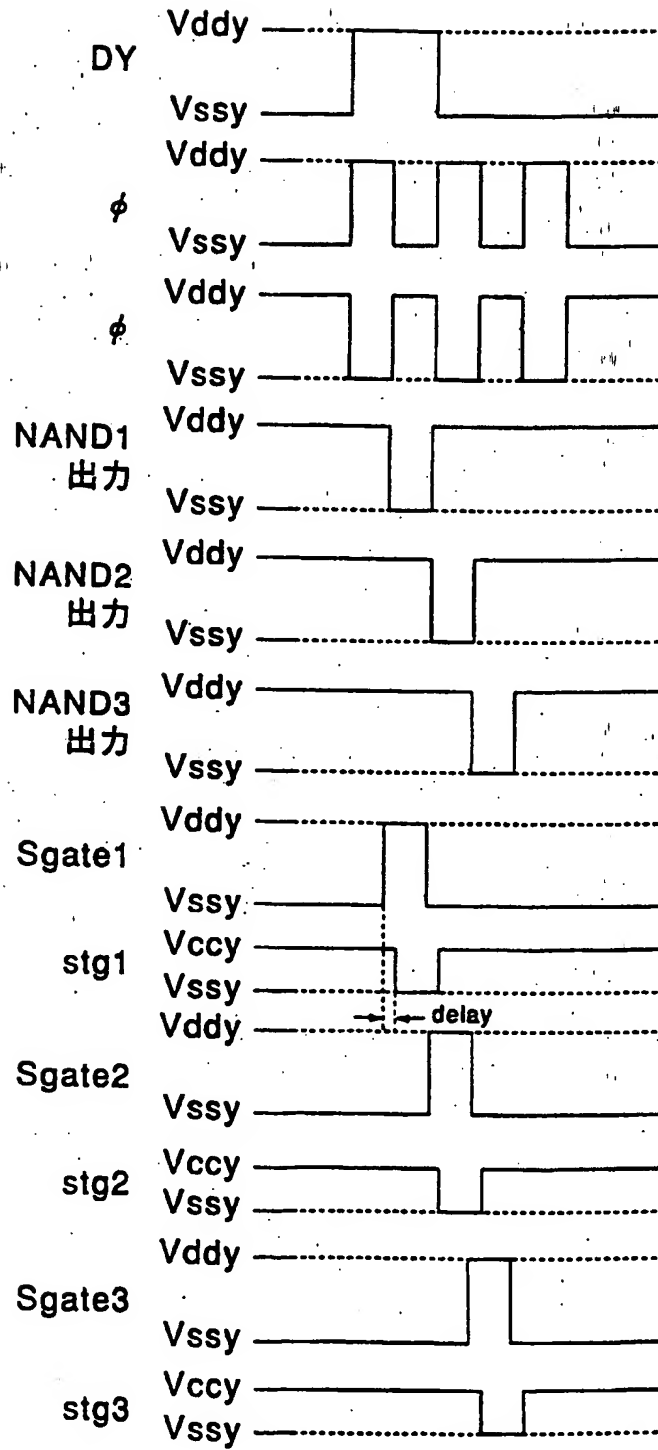 Vddy
DY
Vssy
Vddy
φ
Vssy
Vddy
φ
Vssy
NAND1
出力
Vddy
Vssy
NAND2
出力
Vddy
Vssy
NAND3
出力
Vddy
Vssy
Vddy
Sgate1
Vssy
Vccy
stg1
Vssy
delay
Vddy
Sgate2
Vssy
Vccy
stg2
Vssy
Vddy
Sgate3
Vssy
Vccy
stg3
Vssy